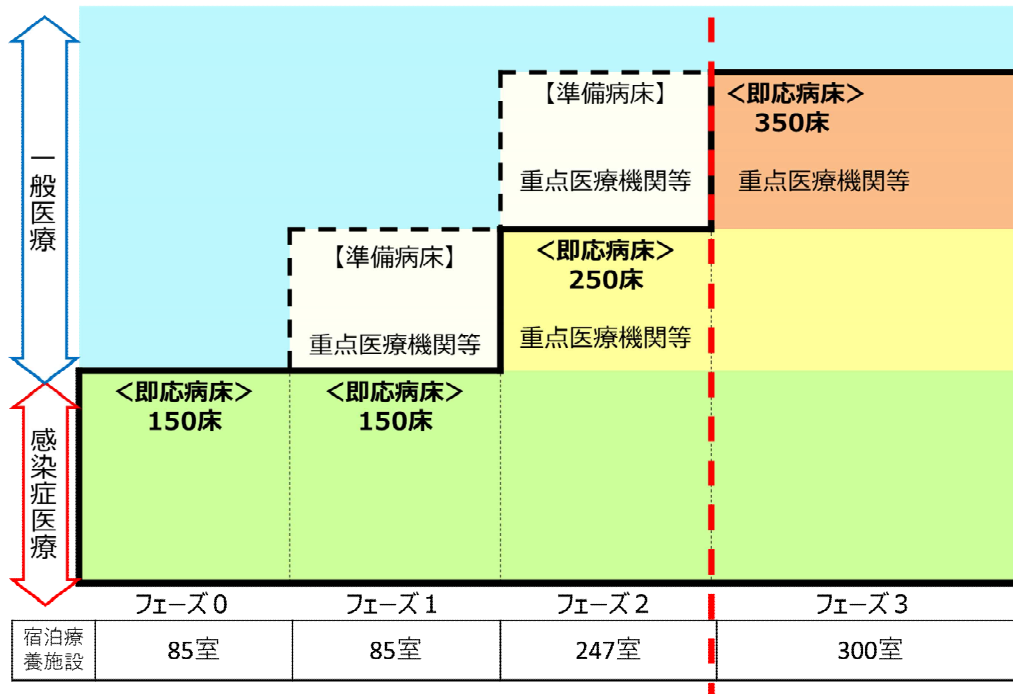 一般医療
感染症医療
【準備病床】
重点医療機関等
＜即応病床＞
350床
重点医療機関等
【準備病床】
重点医療機関等
＜即応病床＞
250床
重点医療機関等
＜即応病床＞
150床
＜即応病床＞
150床
フェーズ0 フェーズ1 フェーズ2 フェーズ3
宿泊療
養施設
85室 85室 247室 300室